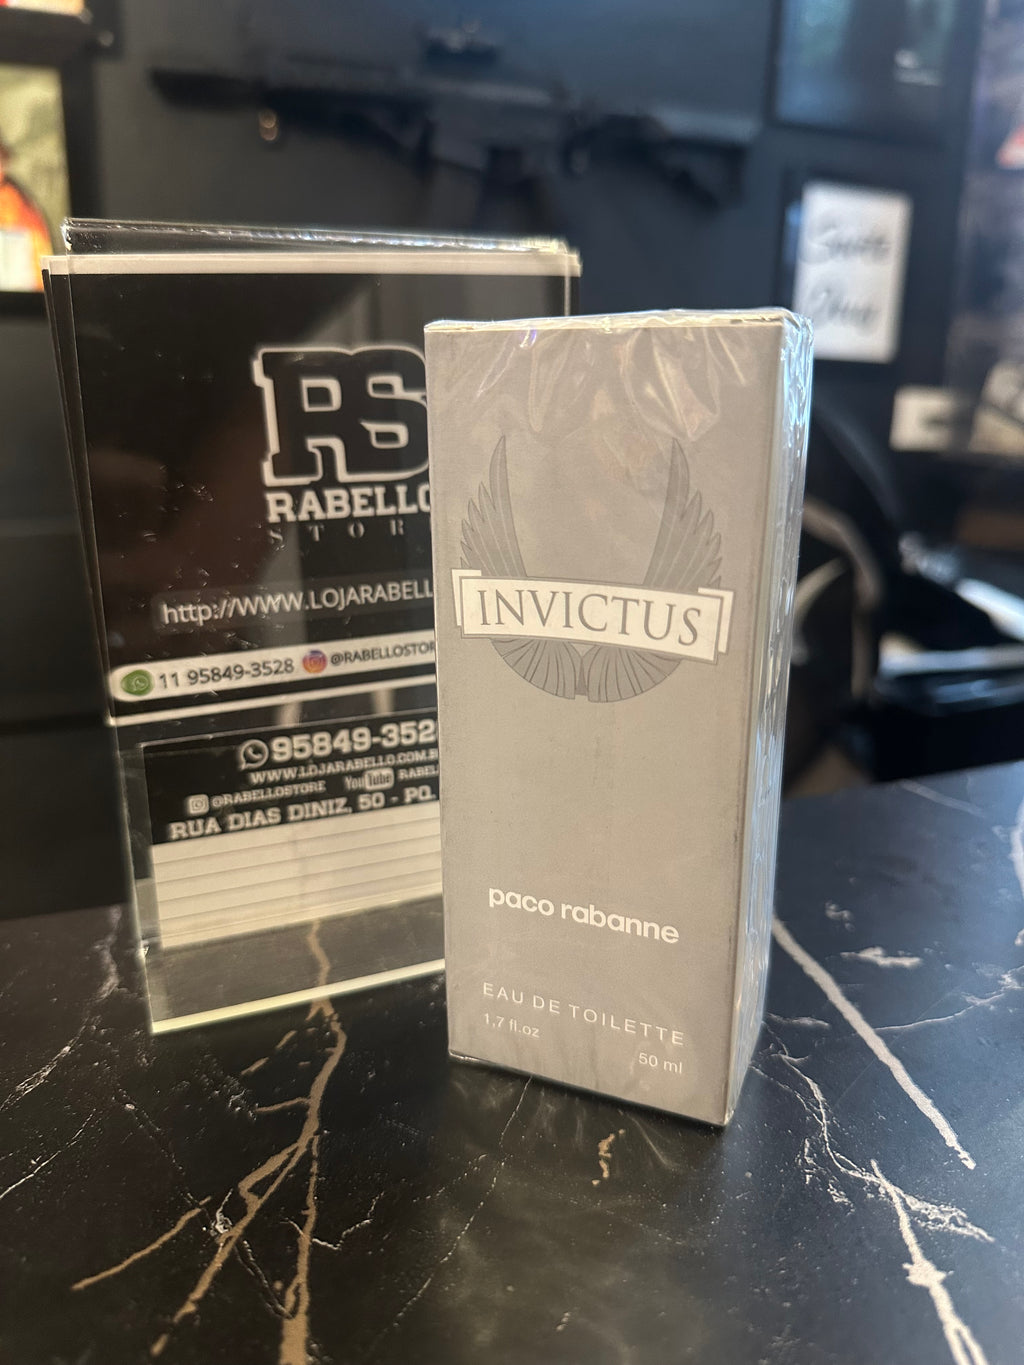 RS
RABELLO
STOR
http://WWW.LOJARABELL
11 95849-3528 @RABELLOSTOR
95849-352
WWW.LOJARABELLO.COM.B
@RABELLOSTORE YouTube RABEL
RUA DIAS DINIZ, 50 - PQ.
INVICTUS
paco rabanne
EAU DE TOILETTE
1,7 fl.oz
50 ml